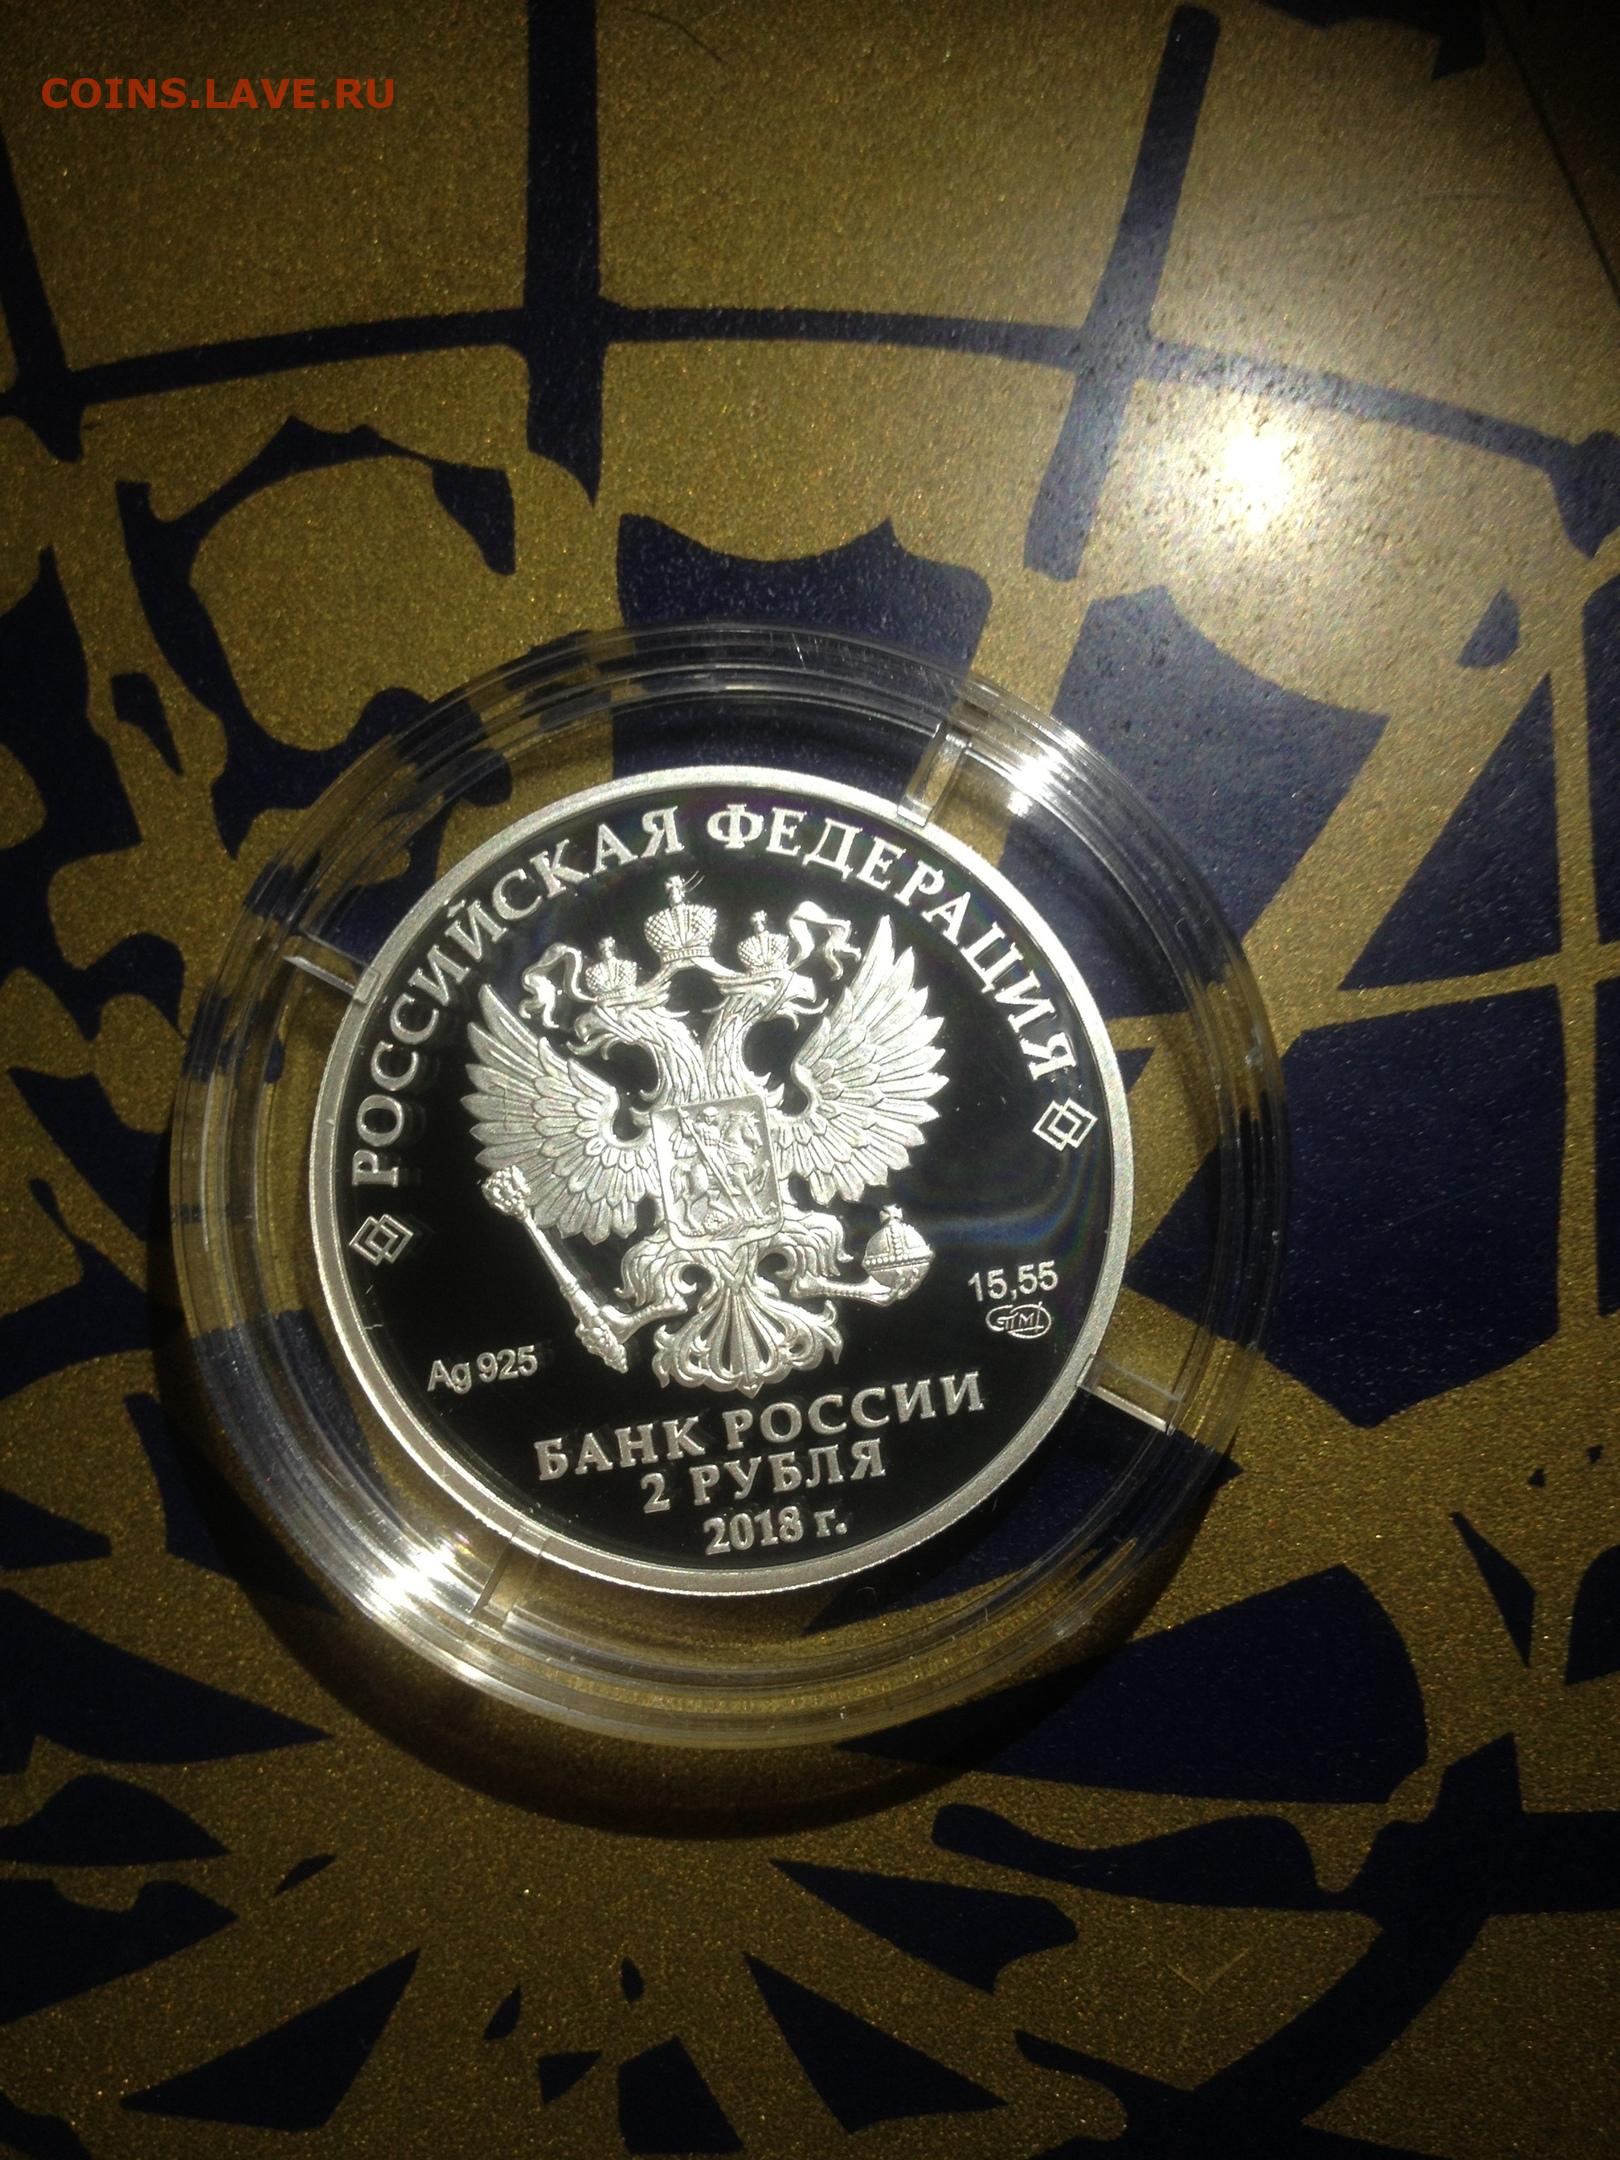 COINS.LAVE.RU
РОССИЙСКАЯ ФЕДЕРАЦИЯ
15,55
СПМД
Ag 925
БАНК РОССИИ
2 РУБЛЯ
2018 г.